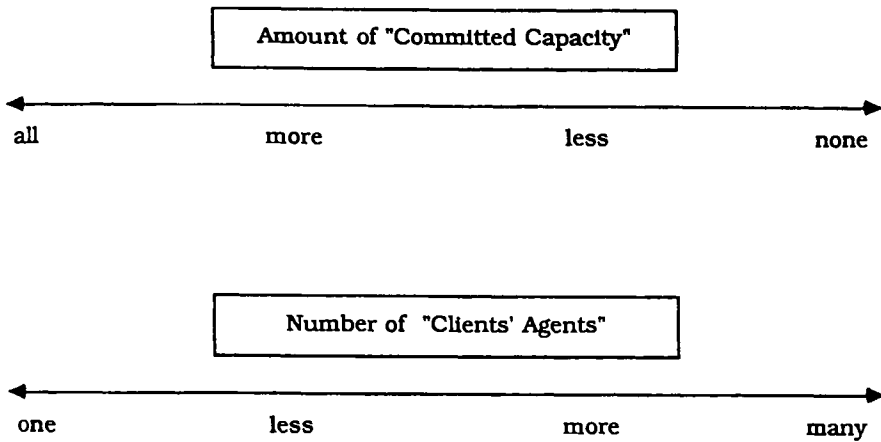 Amount of "Committed Capacity"
all more less none
Number of "Clients' Agents"
one less more many